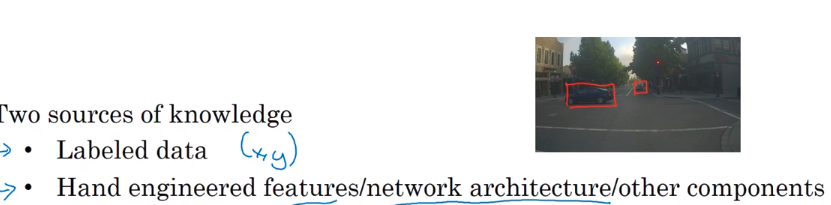 Two sources of knowledge
→ • Labeled data (x,y)
→ • Hand engineered features/network architecture/other components